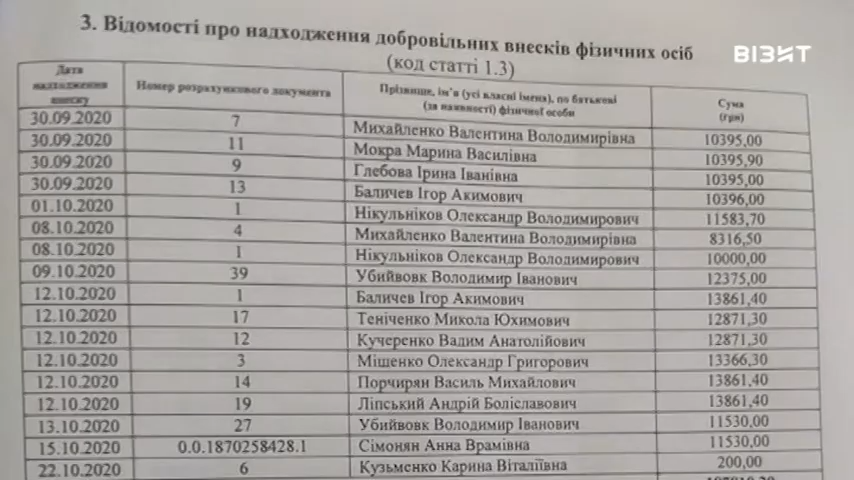 3. Відомості про надходження добровільних внесків фізичних осіб
(код статті 1.3)
ВІЗИТ
Дата
надходження
внеску
Номер розрахункового документа
Прізвище, ім'я (усі власні імена), по батькові
(за наявності) фізичної особи
Сума
(грн)
30.09.2020 7 Михайленко Валентина Володимирівна 10395,00
30.09.2020 11 Мокра Марина Василівна 10395,90
30.09.2020 9 Глебова Ірина Іванівна 10395,00
30.09.2020 13 Баличев Ігор Акимович 10396,00
01.10.2020 1 Нікульніков Олександр Володимирович 11583,70
08.10.2020 4 Михайленко Валентина Володимирівна 8316,50
08.10.2020 1 Нікульніков Олександр Володимирович 10000,00
09.10.2020 39 Убийвовк Володимир Іванович 12375,00
12.10.2020 1 Баличев Ігор Акимович 13861,40
12.10.2020 17 Теніченко Микола Юхимович 12871,30
12.10.2020 12 Кучеренко Вадим Анатолійович 12871,30
12.10.2020 3 Міщенко Олександр Григорович 13366,30
12.10.2020 14 Порчирян Василь Михайлович 13861,40
12.10.2020 19 Ліпський Андрій Боліславович 13861,40
13.10.2020 27 Убийвовк Володимир Іванович 11530,00
15.10.2020 0.0.1870258428.1 Сімонян Анна Врамівна 11530,00
22.10.2020 6 Кузьменко Карина Віталіївна 200,00